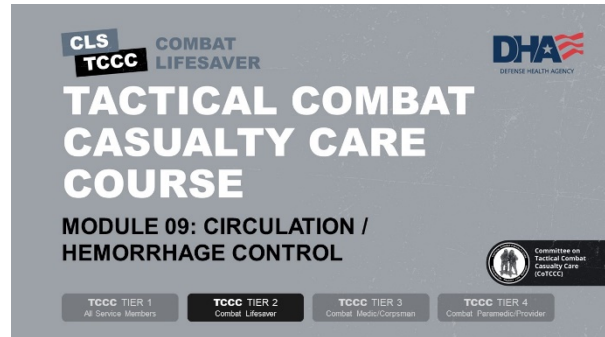 CLS
TCCC
COMBAT
LIFESAVER
DHA
DEFENSE HEALTH AGENCY
TACTICAL COMBAT
CASUALTY CARE
COURSE
MODULE 09: CIRCULATION /
HEMORRHAGE CONTROL
Committee on
Tactical Combat
Casualty Care
(CoTCCC)
TCCC TIER 1
All Service Members
TCCC TIER 2
Combat Lifesaver
TCCC TIER 3
Combat Medic/Corpsman
TCCC TIER 4
Combat Paramedic/Provider